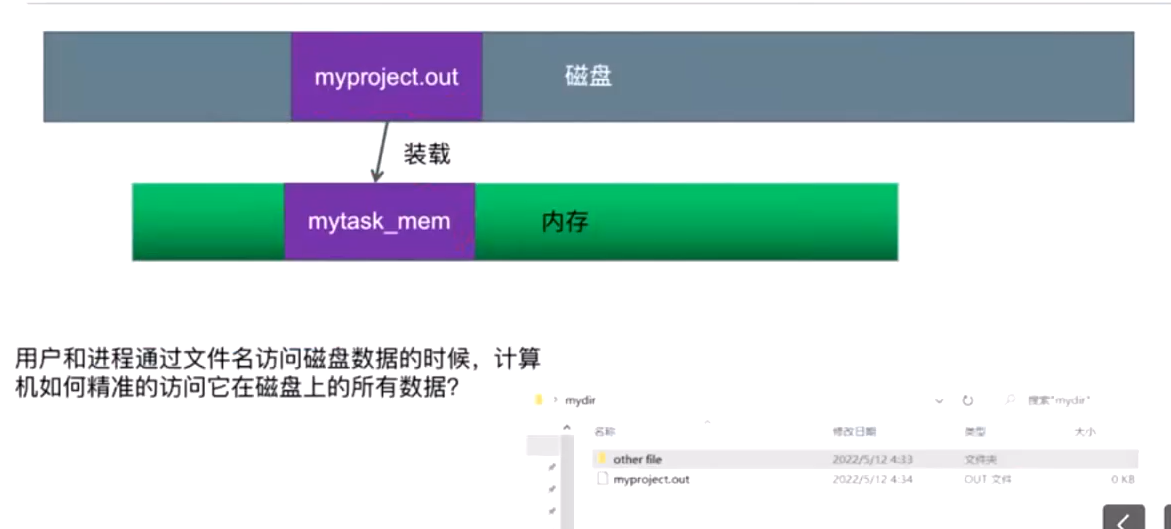 myproject.out
磁盘
装载
mytask_mem
内存
用户和进程通过文件名访问磁盘数据的时候，计算
机如何精准的访问它在磁盘上的所有数据？
mydir
搜索"mydir"
名称 修改日期 类型 大小
other file 2022/5/12 4:33 文件夹
myproject.out 2022/5/12 4:34 OUT 文件 0 KB